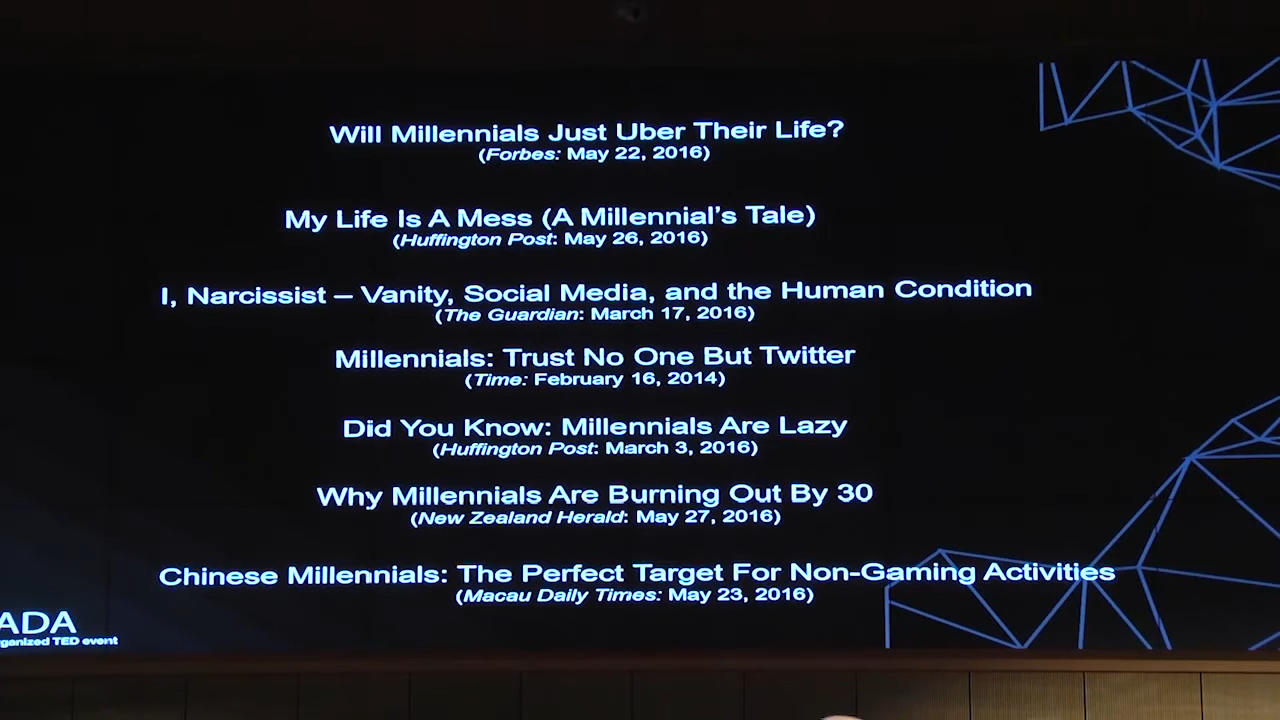 Will Millennials Just Uber Their Life?
(Forbes: May 22, 2016)
My Life Is A Mess (A Millennial’s Tale)
(Huffington Post: May 26, 2016)
I, Narcissist – Vanity, Social Media, and the Human Condition
(The Guardian: March 17, 2016)
Millennials: Trust No One But Twitter
(Time: February 16, 2014)
Did You Know: Millennials Are Lazy
(Huffington Post: March 3, 2016)
Why Millennials Are Burning Out By 30
(New Zealand Herald: May 27, 2016)
Chinese Millennials: The Perfect Target For Non-Gaming Activities
(Macau Daily Times: May 23, 2016)
ADA
rganized TED event